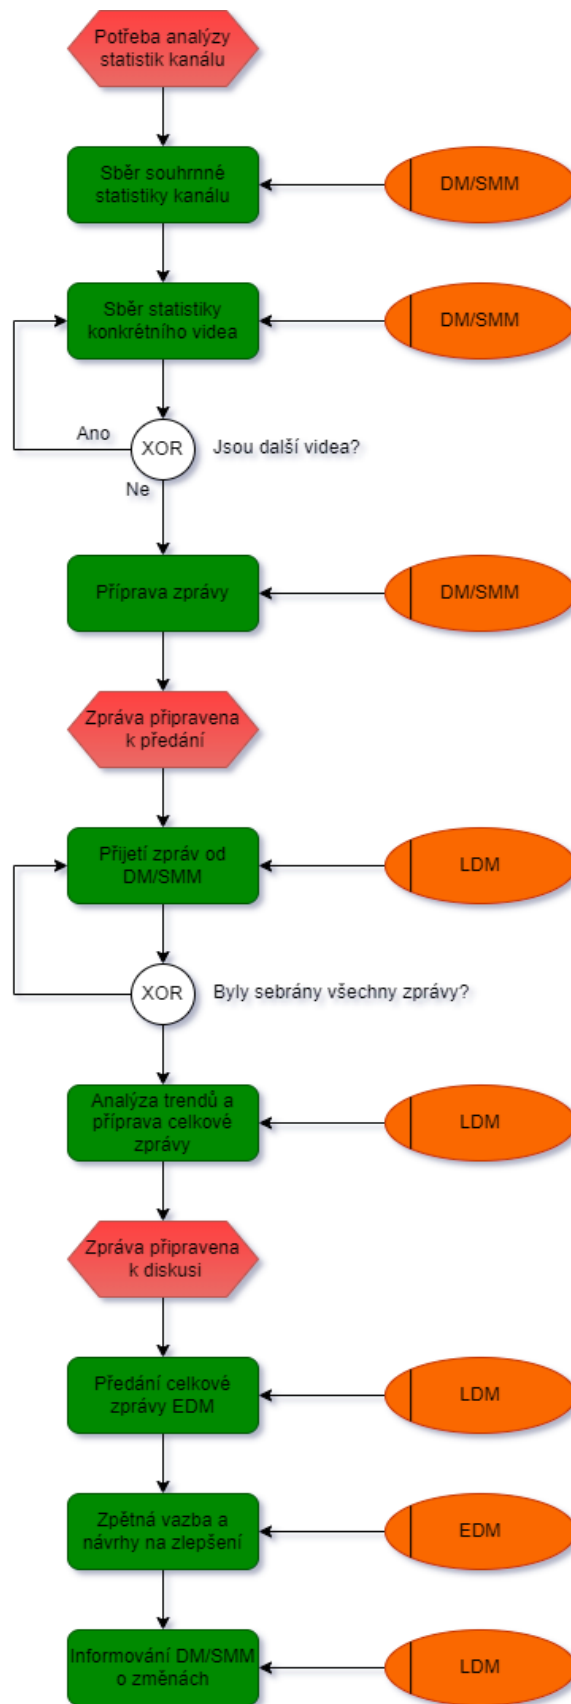 Potřeba analýzy
statistik kanálu
Sběr souhrnné
statistiky kanálu
DM/SMM
Sběr statistiky
konkrétního videa
DM/SMM
Ano
XOR
Jsou další videa?
Ne
Příprava zprávy
DM/SMM
Zpráva připravena
k předání
Přijetí zpráv od
DM/SMM
LDM
XOR
Byly sebrány všechny zprávy?
Analýza trendů a
příprava celkové
zprávy
LDM
Zpráva připravena
k diskusi
Předání celkové
zprávy EDM
LDM
Zpětná vazba a
návrhy na zlepšení
EDM
Informování DM/SMM
o změnách
LDM